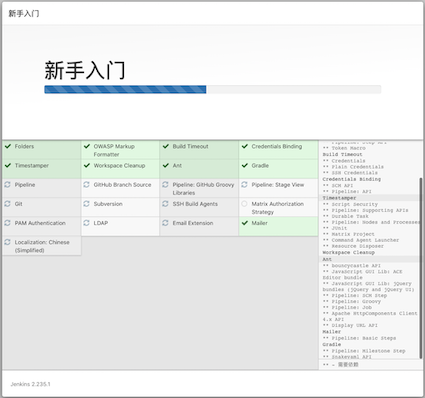 新手入门
新手入门
Folders
OWASP Markup Formatter
Build Timeout
Credentials Binding
Timestamper
Workspace Cleanup
Ant
Gradle
Pipeline
GitHub Branch Source
Pipeline: GitHub Groovy Libraries
Pipeline: Stage View
Git
Subversion
SSH Build Agents
Matrix Authorization Strategy
PAM Authentication
LDAP
Email Extension
Mailer
Localization: Chinese (Simplified)
** Token Macro
Build Timeout
** Credentials
** Plain Credentials
** SSH Credentials
Credentials Binding
** SCM API
** Pipeline: API
Timestamper
** Script Security
** Pipeline: Supporting APIs
** Durable Task
** Pipeline: Nodes and Processes
** JUnit
** Matrix Project
** Command Agent Launcher
** Resource Disposer
Workspace Cleanup
Ant
** bouncycastle API
** JavaScript GUI Lib: ACE Editor bundle
** JavaScript GUI Lib: jQuery bundles (jQuery and jQuery UI)
** Pipeline: SCM Step
** Pipeline: Groovy
** Pipeline: Job
** Apache HttpComponents Client 4.x API
** Display URL API
Mailer
** Pipeline: Basic Steps
Gradle
** Pipeline: Milestone Step
** Snakeyaml API
** - 需要依赖
Jenkins 2.235.1